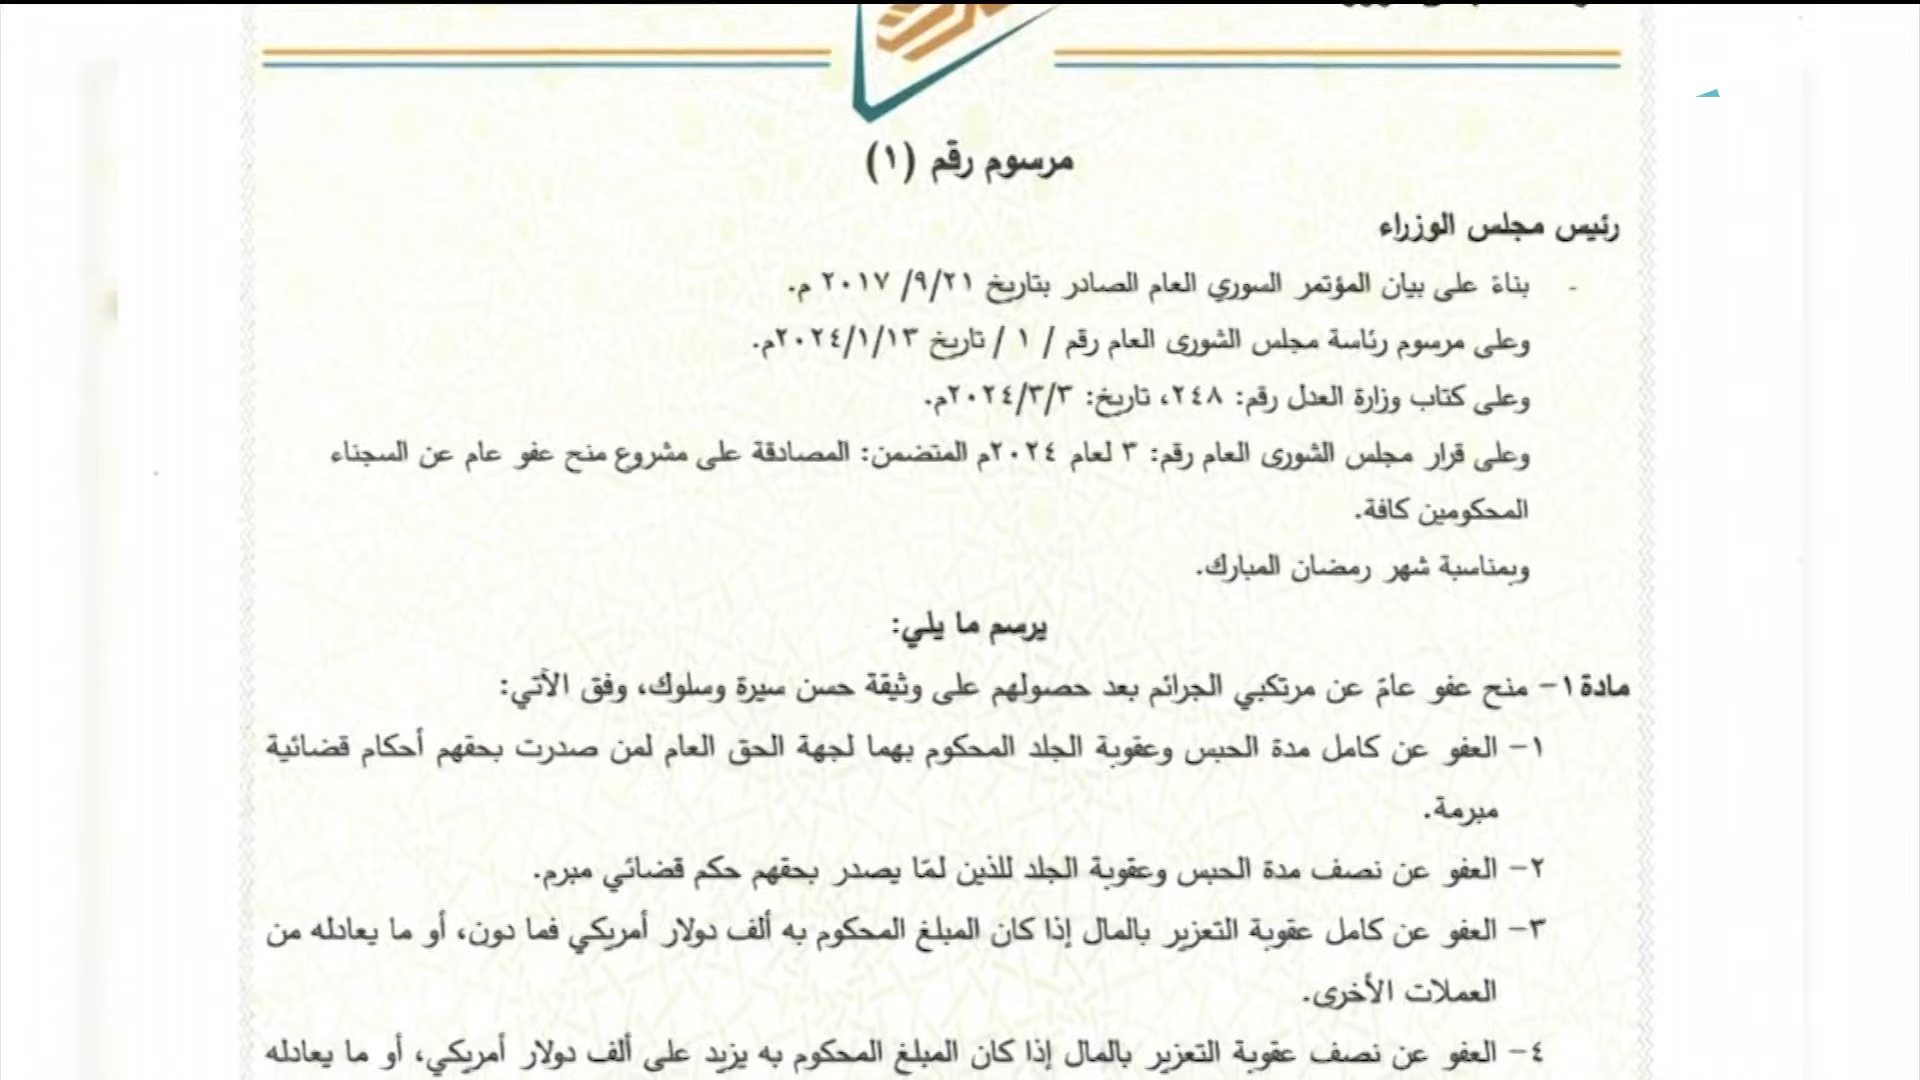 مرسوم رقم (١)
رئيس مجلس الوزراء
- بناءً على بيان المؤتمر السوري العام الصادر بتاريخ ٩/٢١/ ٢٠١٧ م.
وعلى مرسوم رئاسة مجلس الشورى العام رقم / ١ / تاريخ ٢٠٢٤/١/١٣م.
وعلى كتاب وزارة العدل رقم: ٢٤٨، تاريخ: ٢٠٢٤/٣/٣م.
وعلى قرار مجلس الشورى العام رقم: ٣ لعام ٢٠٢٤م المتضمن: المصادقة على مشروع منح عفو عام عن السجناء
المحكومين كافة.
وبمناسبة شهر رمضان المبارك.
يرسم ما يلي:
مادة ١- منح عفو عامّ عن مرتكبي الجرائم بعد حصولهم على وثيقة حسن سيرة وسلوك، وفق الآتي:
١- العفو عن كامل مدة الحبس وعقوبة الجلد المحكوم بهما لجهة الحق العام لمن صدرت بحقهم أحكام قضائية
مبرمة.
٢- العفو عن نصف مدة الحبس وعقوبة الجلد للذين لمّا يصدر بحقهم حكم قضائي مبرم.
٣- العفو عن كامل عقوبة التعزير بالمال إذا كان المبلغ المحكوم به ألف دولار أمريكي فما دون، أو ما يعادله من
العملات الأخرى.
٤- العفو عن نصف عقوبة التعزير بالمال إذا كان المبلغ المحكوم به يزيد على ألف دولار أمريكي، أو ما يعادله